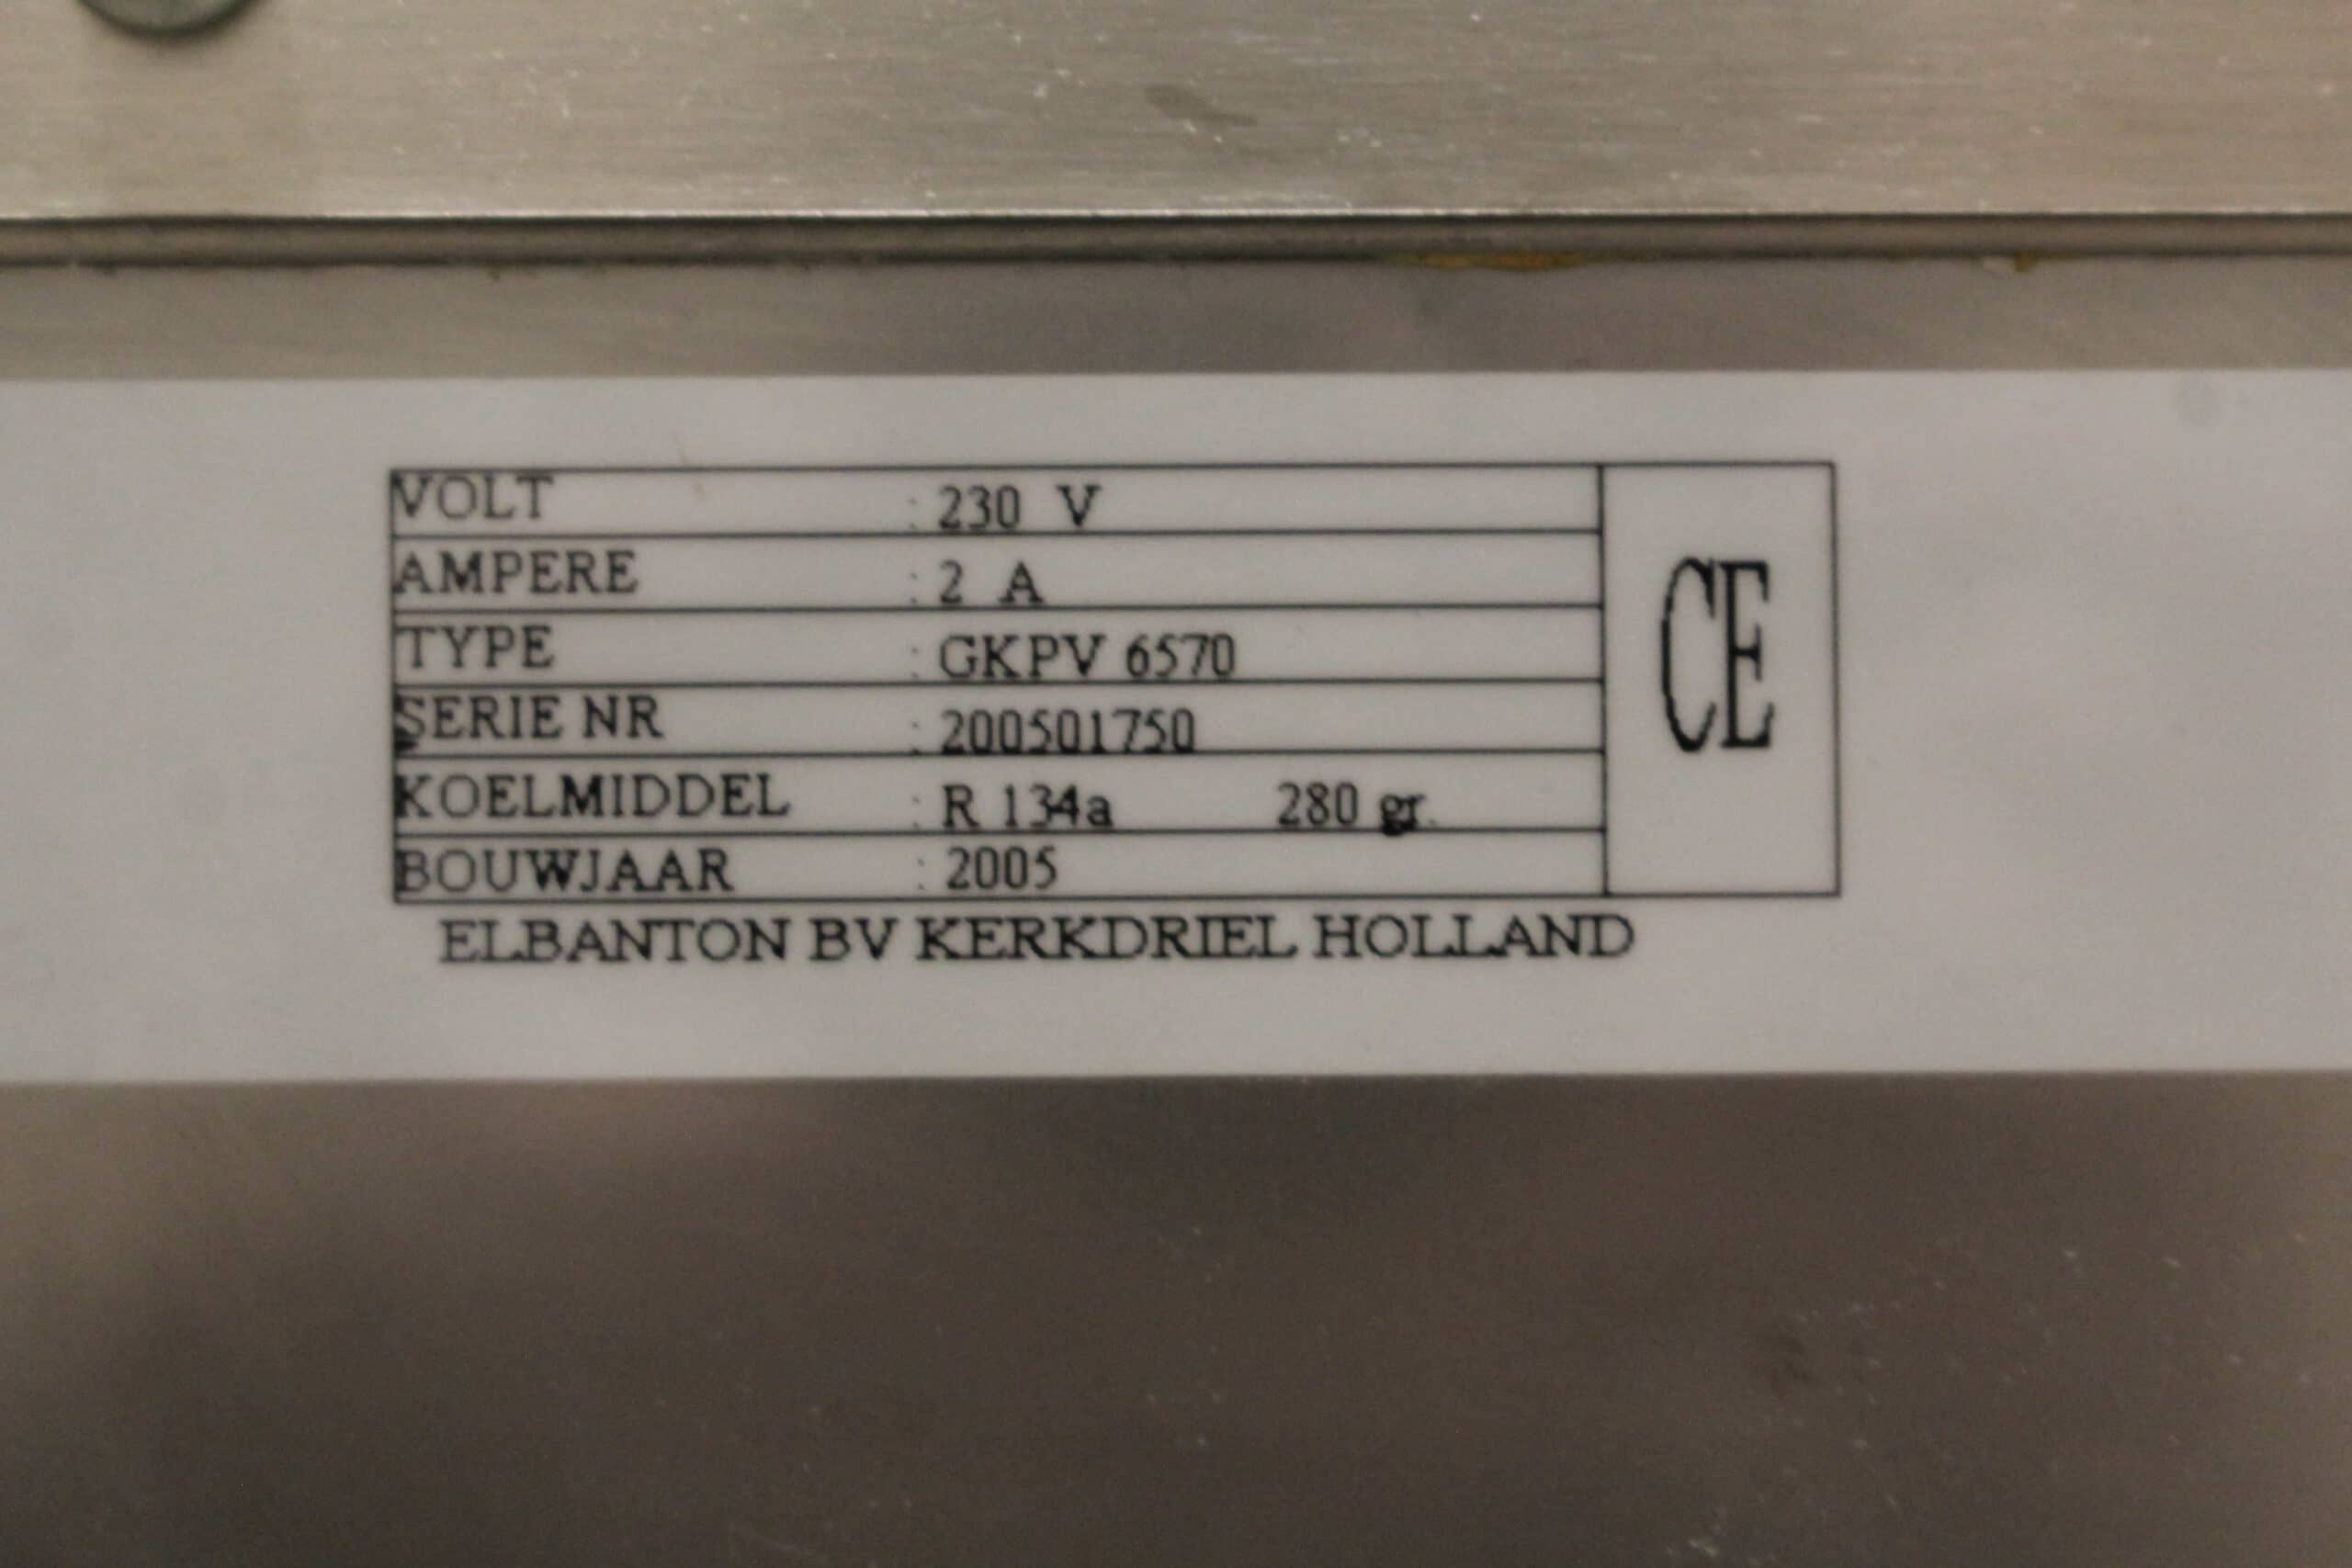 VOLT : 230 V
AMPERE : 2 A
TYPE : GKPV 6570
SERIE NR : 200501750
KOELMIDDEL : R 134a 280 gr.
BOUWJAAR : 2005
CE
ELBANTON BV KERKDRIEL HOLLAND